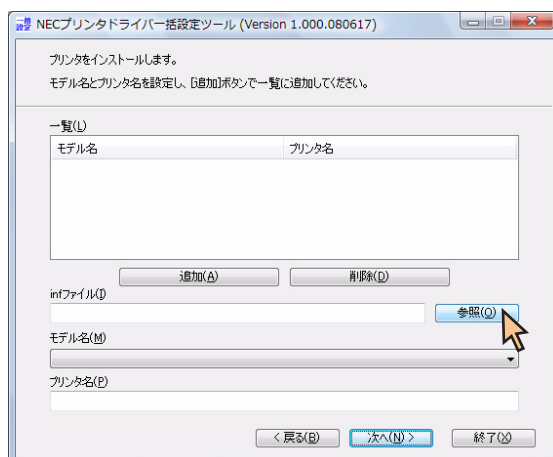 NECプリンタドライバー括設定ツール (Version 1.000.080617)
プリンタをインストールします。
モデル名とプリンタ名を設定し、[追加]ボタンで一覧に追加してください。
一覧(L)
モデル名 プリンタ名
追加(A) 削除(D)
infファイル(I)
参照(O)
モデル名(M)
プリンタ名(P)
< 戻る(B) 次へ(N) > 終了(X)